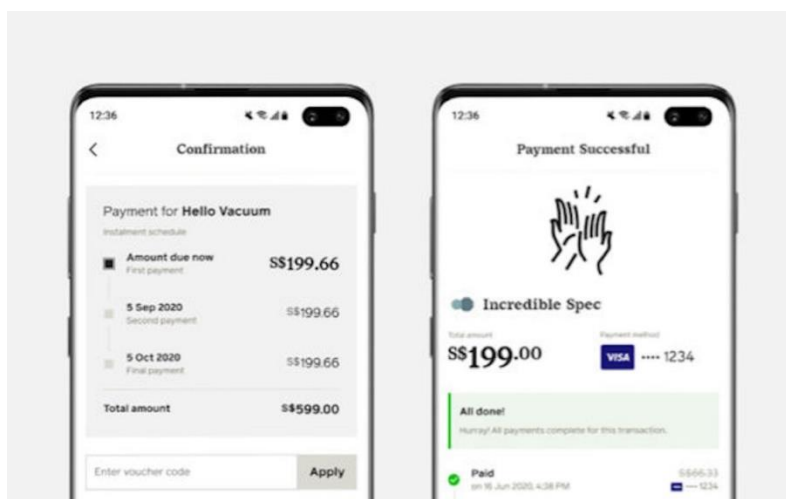 12:36
Confirmation
Payment for Hello Vacuum
Instalment schedule
Amount due now
First payment
S$199.66
5 Sep 2020
Second payment
S$199.66
5 Oct 2020
Final payment
S$199.66
Total amount
S$599.00
Enter voucher code
Apply
12:36
Payment Successful
Incredible Spec
Total amount
S$199.00
Payment method
VISA •••• 1234
All done!
Hurray! All payments complete for this transaction.
Paid
on 16 Jun 2020, 4:38 PM
S$66.33
•••• 1234